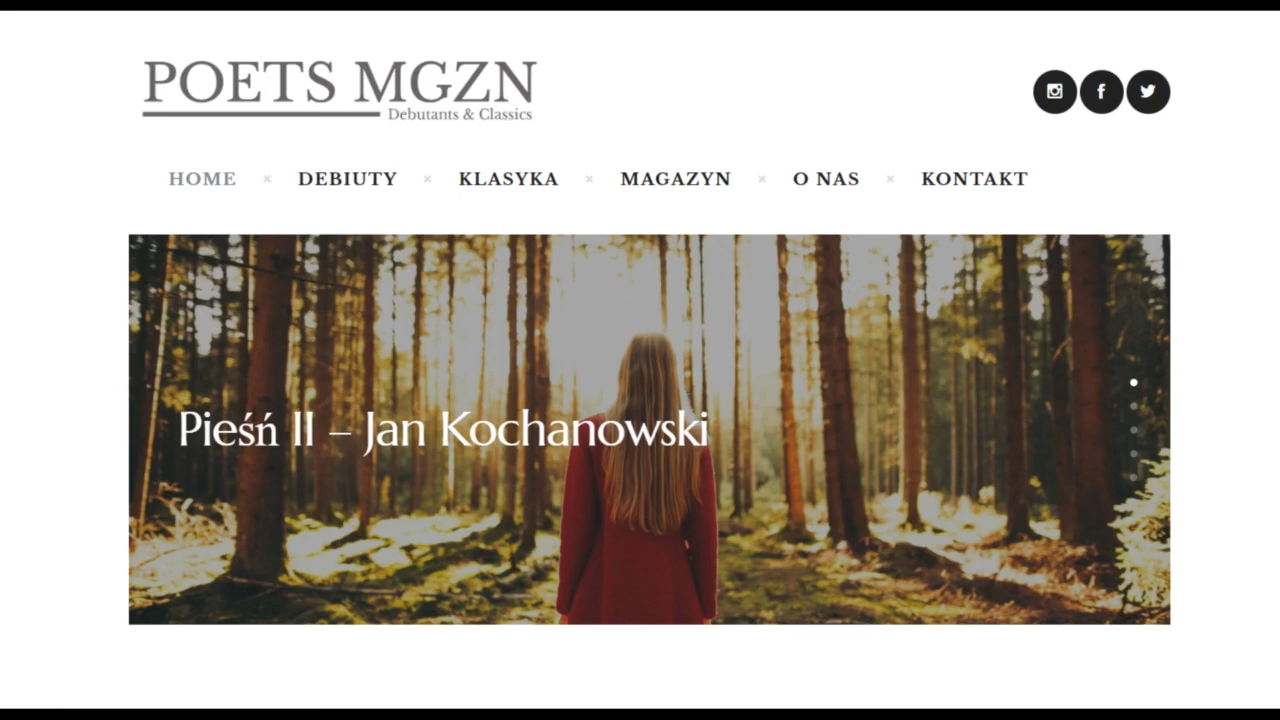 POETS MGZN
Debutants & Classics
HOME × DEBIUTY × KLASYKA × MAGAZYN × O NAS × KONTAKT
Pieśń II – Jan Kochanowski